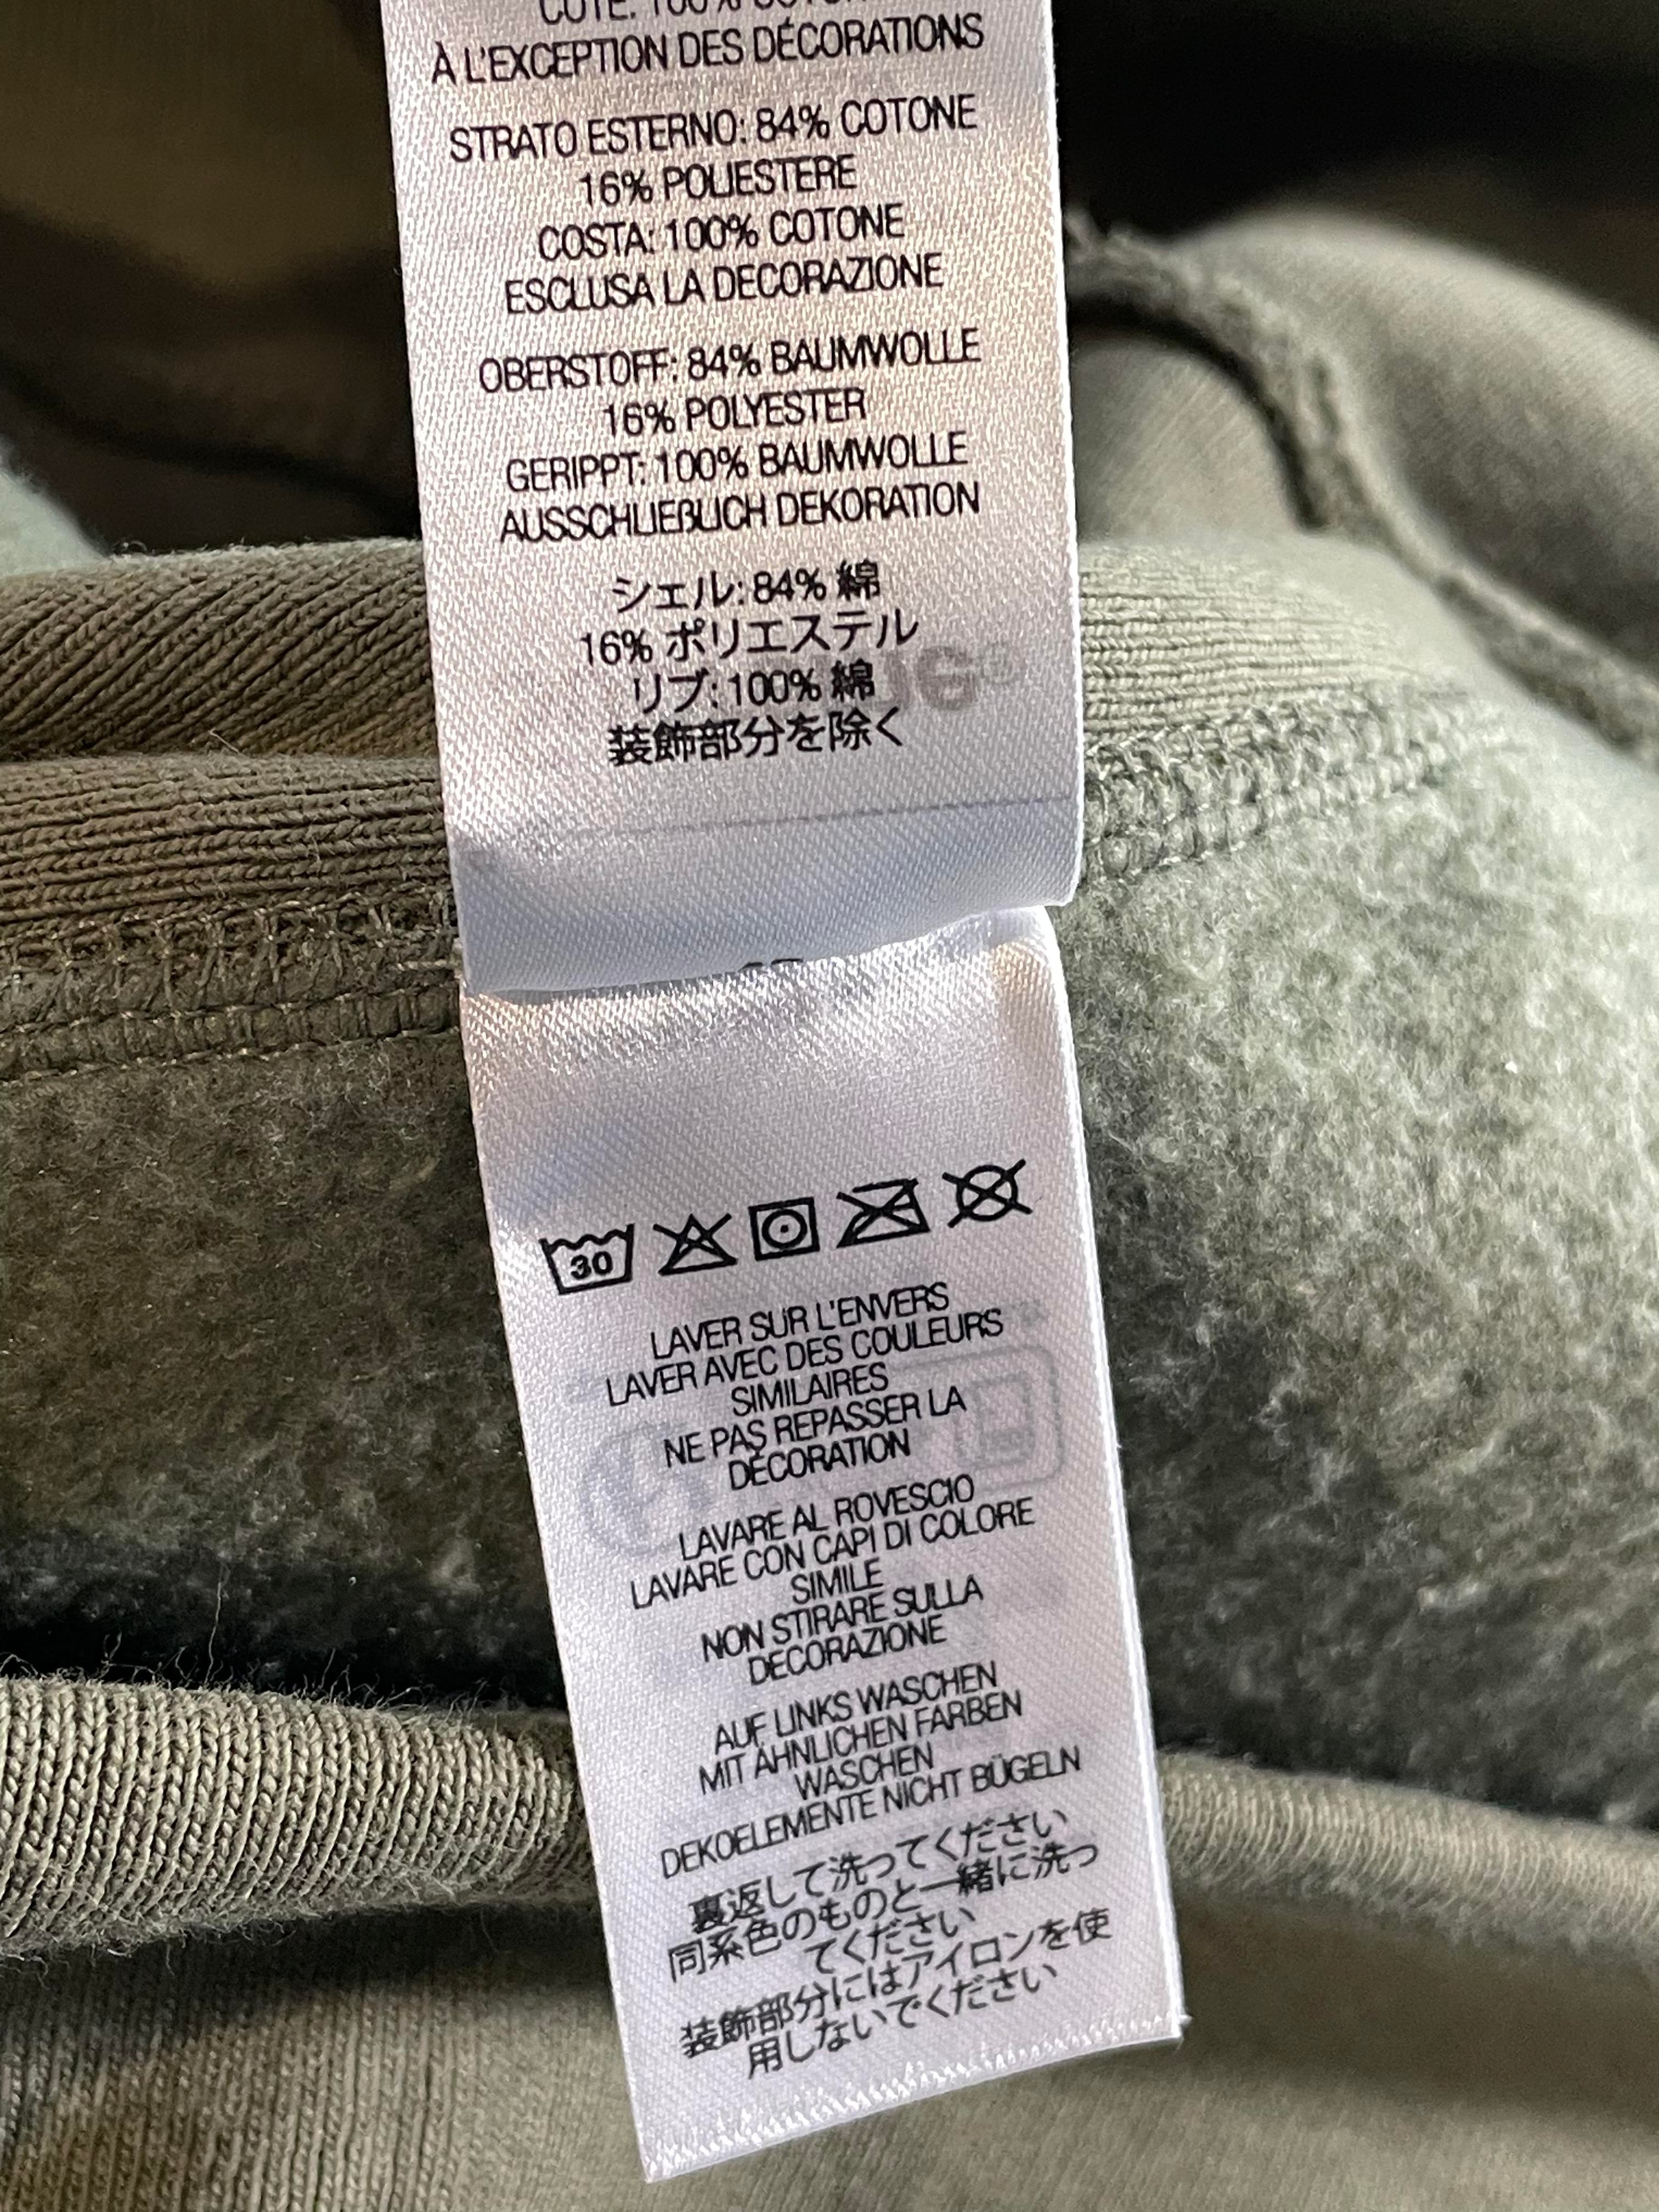 CÔTE: 100% COTON
À L'EXCEPTION DES DÉCORATIONS
STRATO ESTERNO: 84% COTONE
16% POLIESTERE
COSTA: 100% COTONE
ESCLUSA LA DECORAZIONE
OBERSTOFF: 84% BAUMWOLLE
16% POLYESTER
GERIPPT: 100% BAUMWOLLE
AUSSCHLIEßLICH DEKORATION
シェル: 84% 綿
16% ポリエステル
リブ: 100% 綿
装飾部分を除く
30
LAVER SUR L'ENVERS
LAVER AVEC DES COULEURS
SIMILAIRES
NE PAS REPASSER LA
DÉCORATION
LAVARE AL ROVESCIO
LAVARE CON CAPI DI COLORE
SIMILE
NON STIRARE SULLA
DECORAZIONE
AUF LINKS WASCHEN
MIT ÄHNLICHEN FARBEN
WASCHEN
DEKOELEMENTE NICHT BÜGELN
裏返して洗ってください
同系色のものと一緒に洗っ
てください
装飾部分にはアイロンを使
用しないでください